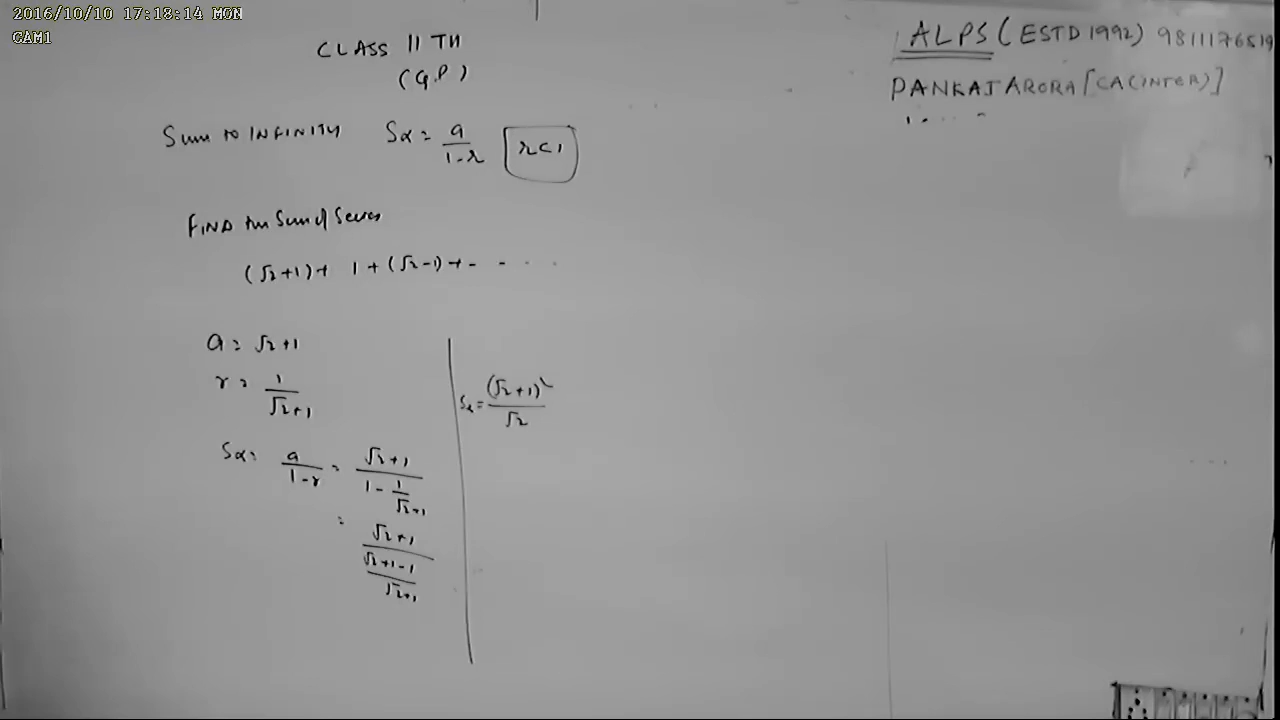 2016/10/10 17:18:14 MON
CAM1
CLASS 11 TH
(G.P)
ALPS (ESTD 1992) 9811176519
PANKAJ ARORA [CA(INTER)]
Sum to INFINITY Sα = a/(1-r) r<1
FIND the Sum of Series
(√2+1)+ 1+(√2-1)+- - . . .
a = √2+1
r = 1/(√2+1)
Sα = a/(1-r) = (√2+1)/(1-1/(√2+1))
= (√2+1)/((√2+1-1)/(√2+1))
Sα = (√2+1)²/√2